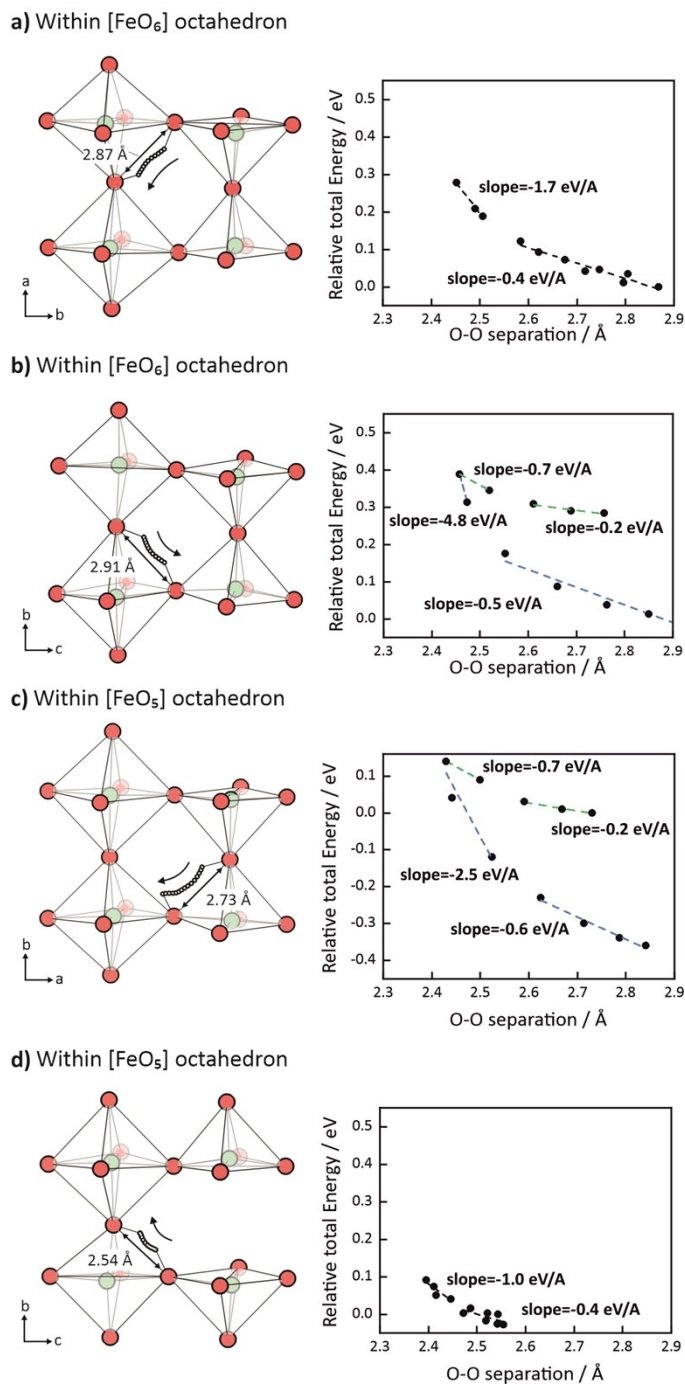 a) Within [FeO₆] octahedron
2.87 Å
a
b
Relative total Energy / eV
0.5
0.4
0.3
0.2
0.1
0.0
slope=-1.7 eV/A
slope=-0.4 eV/A
2.3 2.4 2.5 2.6 2.7 2.8 2.9
O-O separation / Å
b) Within [FeO₆] octahedron
2.91 Å
b
c
Relative total Energy / eV
0.5
0.4
0.3
0.2
0.1
0.0
slope=-0.7 eV/A
slope=-4.8 eV/A
slope=-0.2 eV/A
slope=-0.5 eV/A
2.3 2.4 2.5 2.6 2.7 2.8 2.9
O-O separation / Å
c) Within [FeO₅] octahedron
2.73 Å
b
a
Relative total Energy / eV
0.1
0.0
-0.1
-0.2
-0.3
-0.4
slope=-0.7 eV/A
slope=-0.2 eV/A
slope=-2.5 eV/A
slope=-0.6 eV/A
2.3 2.4 2.5 2.6 2.7 2.8 2.9
O-O separation / Å
d) Within [FeO₅] octahedron
2.54 Å
b
c
Relative total Energy / eV
0.5
0.4
0.3
0.2
0.1
0.0
slope=-1.0 eV/A
slope=-0.4 eV/A
2.3 2.4 2.5 2.6 2.7 2.8 2.9
O-O separation / Å